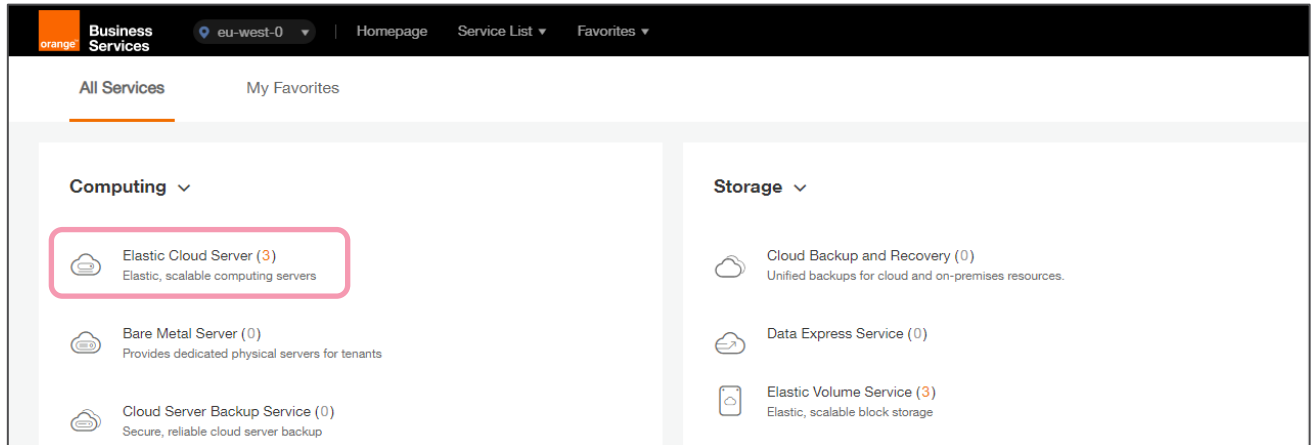 orange™ Business Services eu-west-0 Homepage Service List Favorites
All Services My Favorites
Computing
Elastic Cloud Server (3)
Elastic, scalable computing servers
Bare Metal Server (0)
Provides dedicated physical servers for tenants
Cloud Server Backup Service (0)
Secure, reliable cloud server backup
Storage
Cloud Backup and Recovery (0)
Unified backups for cloud and on-premises resources.
Data Express Service (0)
Elastic Volume Service (3)
Elastic, scalable block storage